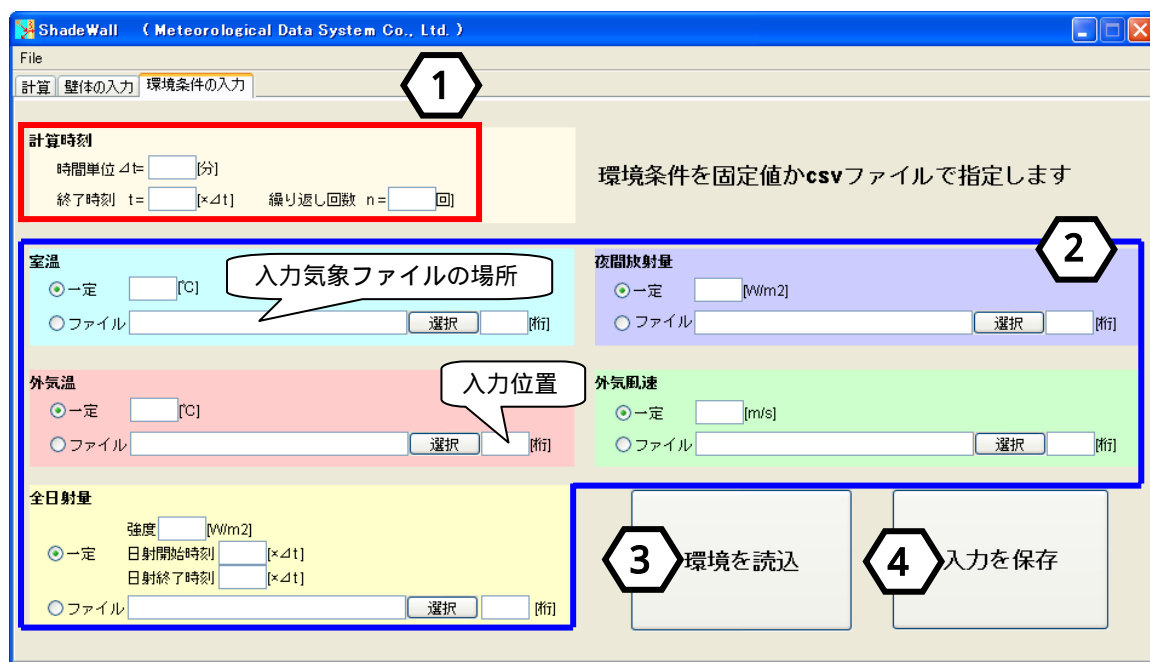 ShadeWall （Meteorological Data System Co., Ltd.）
File
計算 壁体の入力 環境条件の入力
1
計算時刻
時間単位 ⊿t= [分]
終了時刻 t= [×⊿t] 繰り返し回数 n= 回]
環境条件を固定値かcsvファイルで指定します
2
室温
一定 [℃]
ファイル 選択 [桁]
入力気象ファイルの場所
夜間放射量
一定 [W/m2]
ファイル 選択 [桁]
外気温
一定 [℃]
ファイル 選択 [桁]
入力位置
外気風速
一定 [m/s]
ファイル 選択 [桁]
全日射量
強度 [W/m2]
一定 日射開始時刻 [×⊿t]
日射終了時刻 [×⊿t]
ファイル 選択 [桁]
3 環境を読込
4 入力を保存